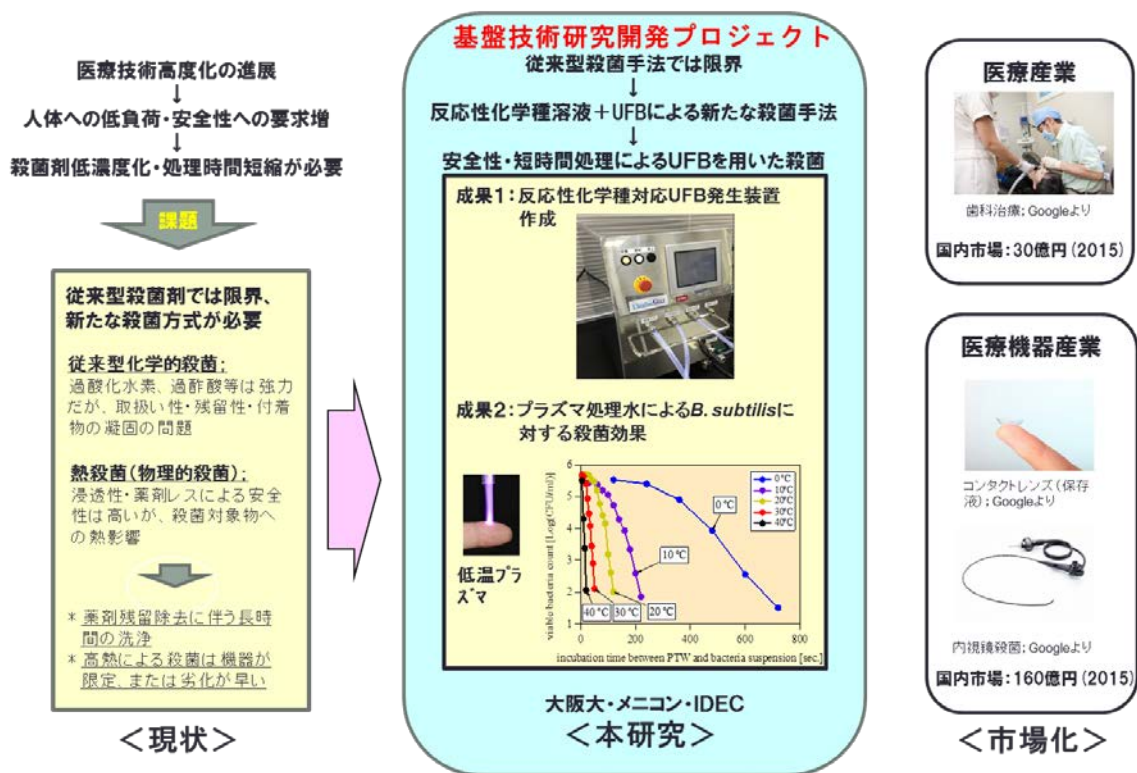 医療技術高度化の進展
↓
人体への低負荷・安全性への要求増
↓
殺菌剤低濃度化・処理時間短縮が必要
課題
従来型殺菌剤では限界、
新たな殺菌方式が必要
従来型化学的殺菌;
過酸化水素、過酢酸等は強力
だが、取扱い性・残留性・付着
物の凝固の問題
熱殺菌(物理的殺菌);
浸透性・薬剤レスによる安全
性は高いが、殺菌対象物へ
の熱影響
* 薬剤残留除去に伴う長時
間の洗浄
* 高熱による殺菌は機器が
限定、または劣化が早い
＜現状＞
基盤技術研究開発プロジェクト
従来型殺菌手法では限界
↓
反応性化学種溶液＋UFBによる新たな殺菌手法
↓
安全性・短時間処理によるUFBを用いた殺菌
成果1:反応性化学種対応UFB発生装置
作成
成果2:プラズマ処理水によるB. subtilisに
対する殺菌効果
低温プラ
ズマ
viable bacteria count [Log(CFU/ml)]
6
5
4
3
2
1
0
200
400
600
800
0℃
10℃
20℃
30℃
40℃
0℃
10℃
40℃
30℃
20℃
incubation time between PTW and bacteria suspension [sec.]
大阪大・メニコン・IDEC
＜本研究＞
医療産業
歯科治療; Googleより
国内市場:30億円(2015)
医療機器産業
コンタクトレンズ(保存
液); Googleより
内視鏡殺菌; Googleより
国内市場:160億円(2015)
＜市場化＞